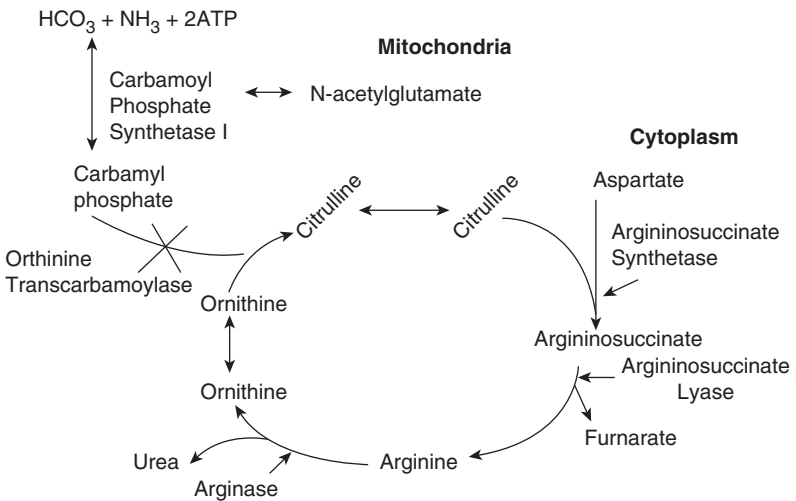 HCO3 + NH3 + 2ATP
Mitochondria
Carbamoyl
Phosphate
Synthetase I
N-acetylglutamate
Cytoplasm
Carbamyl
phosphate
Citrulline
Citrulline
Aspartate
Argininosuccinate
Synthetase
Orthinine
Transcarbamoylase
Ornithine
Argininosuccinate
Argininosuccinate
Lyase
Ornithine
Furnarate
Urea
Arginine
Arginase